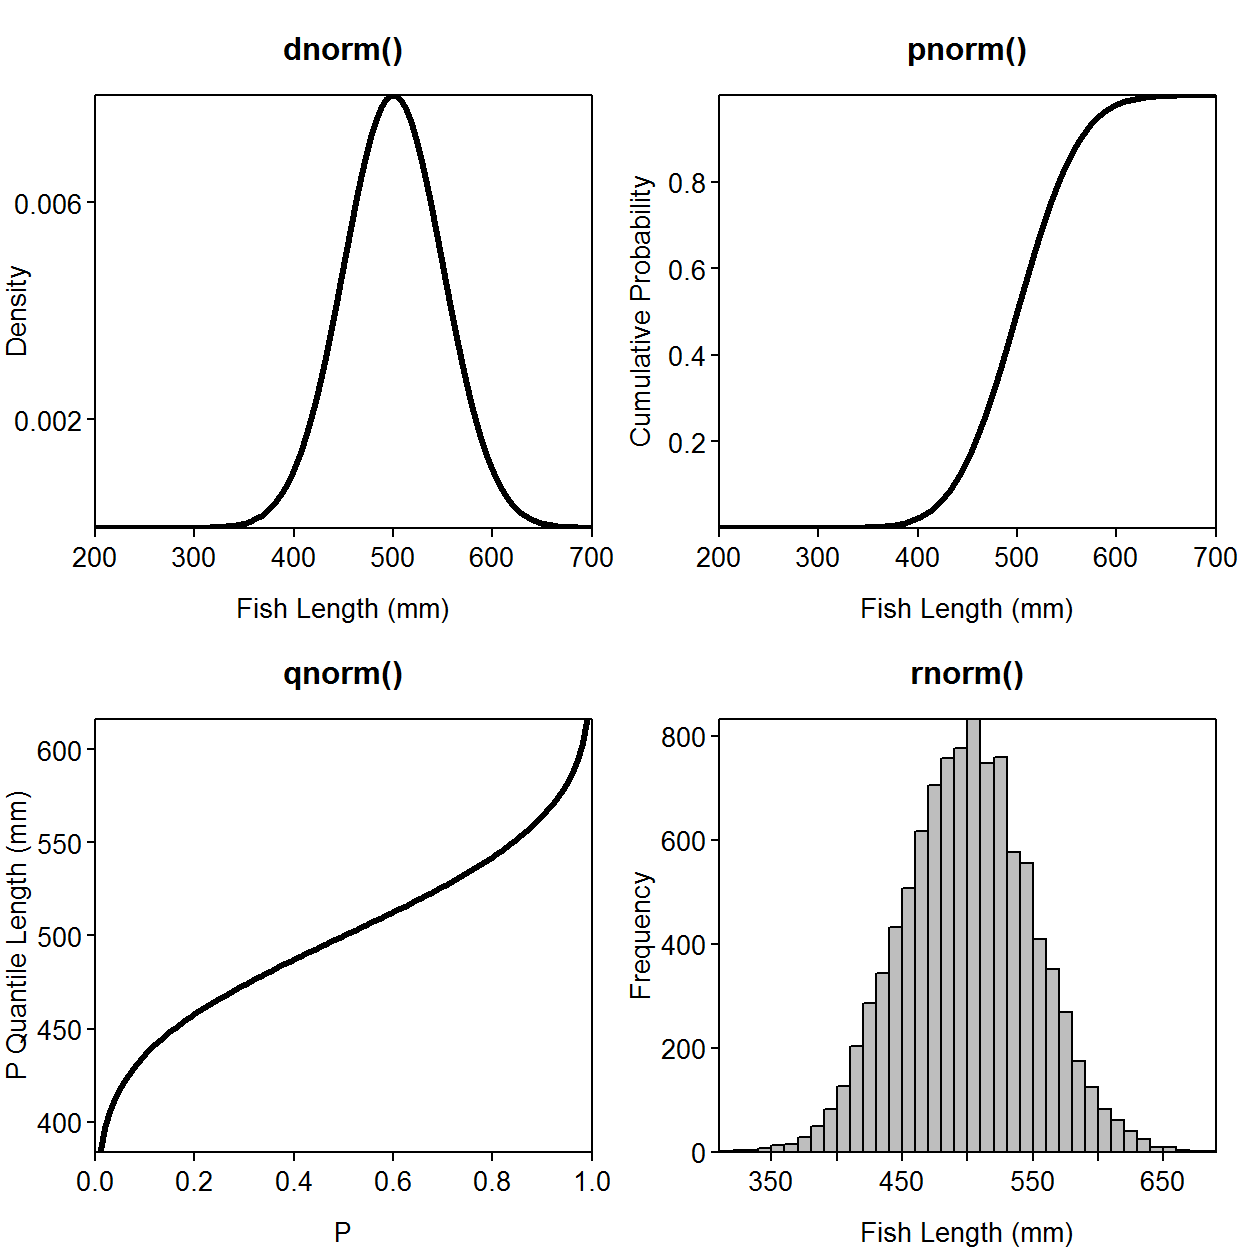 dnorm()
0.006
0.002
Density
200 300 400 500 600 700
Fish Length (mm)
pnorm()
0.8
0.6
0.4
0.2
Cumulative Probability
200 300 400 500 600 700
Fish Length (mm)
qnorm()
600
550
500
450
400
P Quantile Length (mm)
0.0 0.2 0.4 0.6 0.8 1.0
P
rnorm()
800
600
400
200
0
Frequency
350 450 550 650
Fish Length (mm)